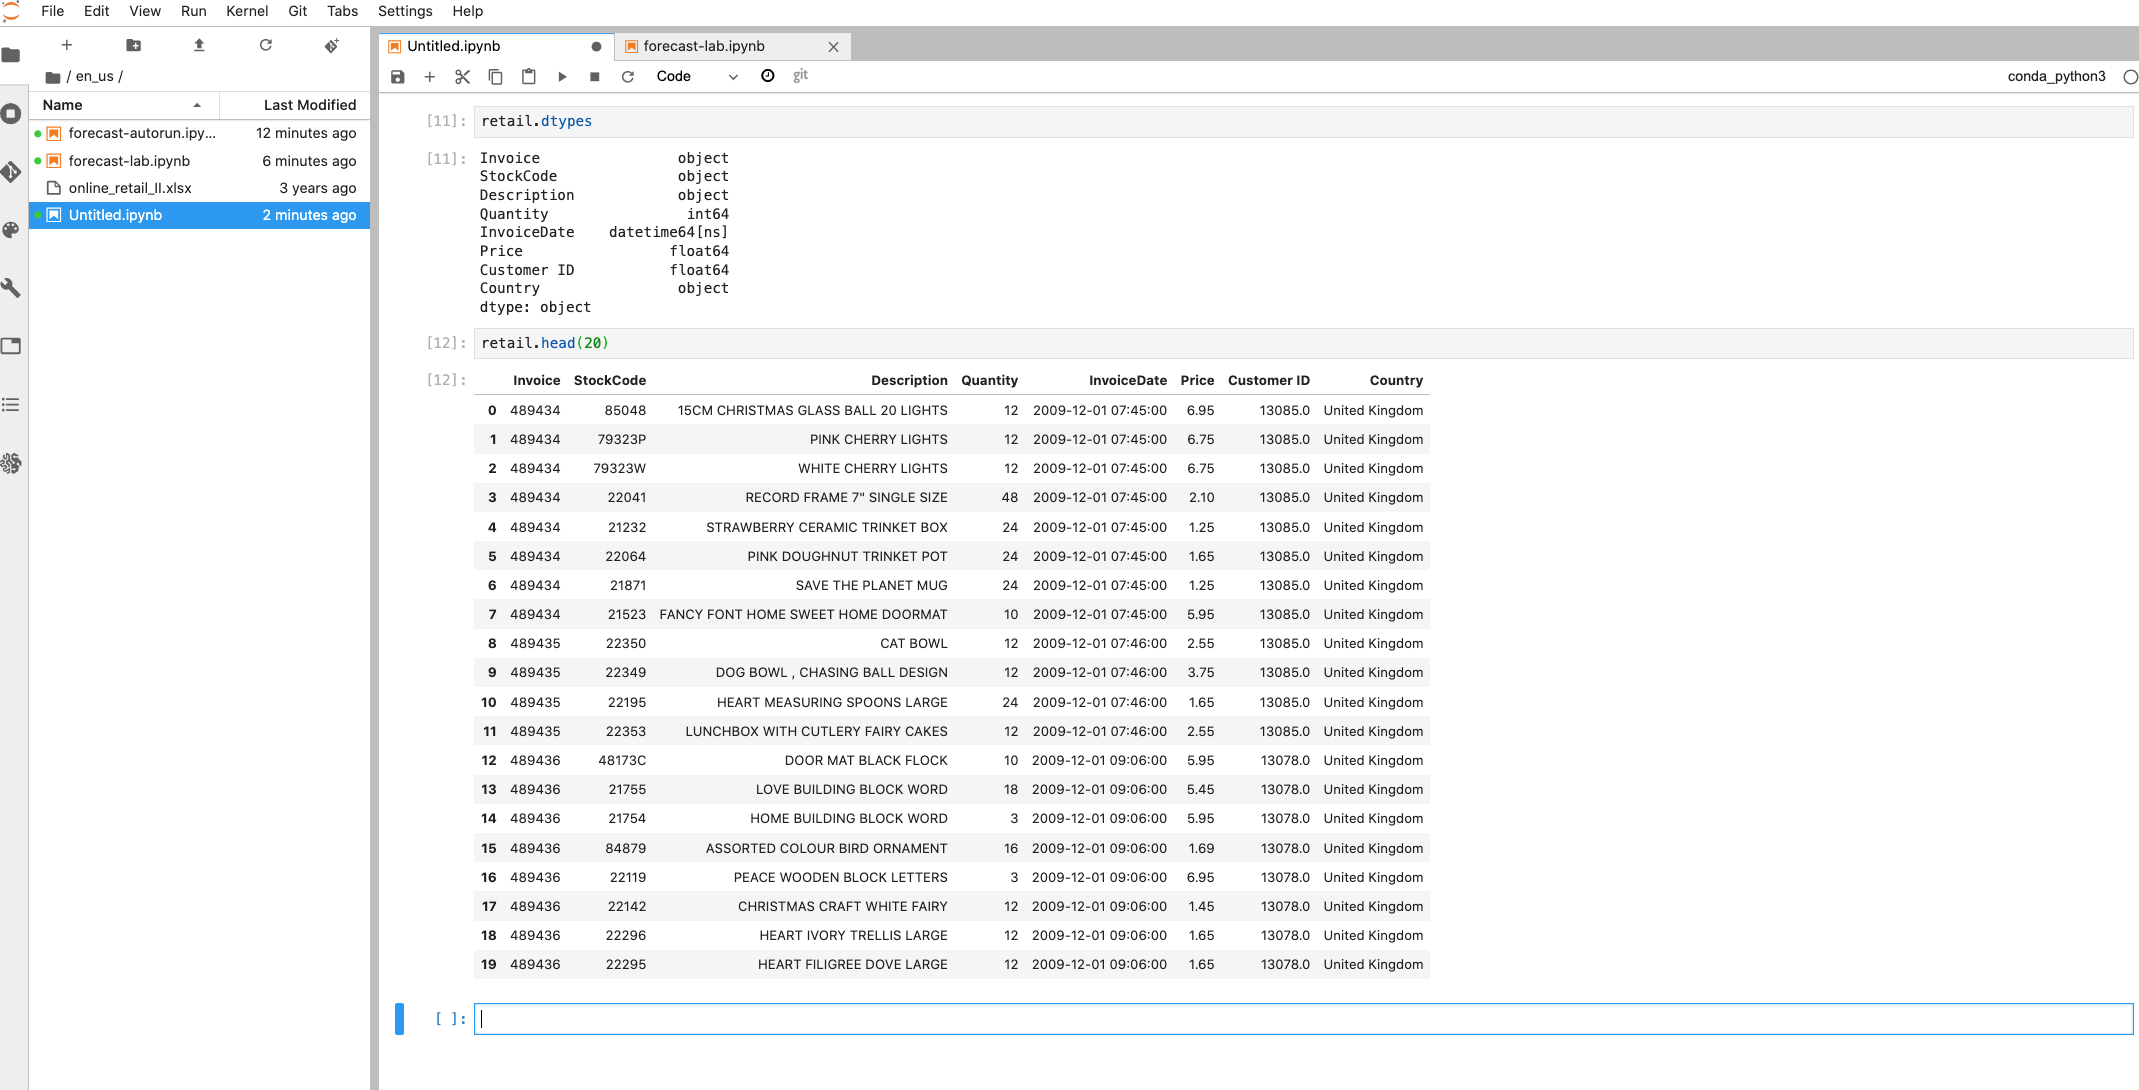 File Edit View Run Kernel Git Tabs Settings Help
/ en_us /
Name Last Modified
forecast-autorun.ipy... 12 minutes ago
forecast-lab.ipynb 6 minutes ago
online_retail_II.xlsx 3 years ago
Untitled.ipynb 2 minutes ago
Untitled.ipynb forecast-lab.ipynb
Code git conda_python3
[11]: retail.dtypes
[11]: Invoice object
StockCode object
Description object
Quantity int64
InvoiceDate datetime64[ns]
Price float64
Customer ID float64
Country object
dtype: object
[12]: retail.head(20)
[12]: Invoice StockCode Description Quantity InvoiceDate Price Customer ID Country
0 489434 85048 15CM CHRISTMAS GLASS BALL 20 LIGHTS 12 2009-12-01 07:45:00 6.95 13085.0 United Kingdom
1 489434 79323P PINK CHERRY LIGHTS 12 2009-12-01 07:45:00 6.75 13085.0 United Kingdom
2 489434 79323W WHITE CHERRY LIGHTS 12 2009-12-01 07:45:00 6.75 13085.0 United Kingdom
3 489434 22041 RECORD FRAME 7" SINGLE SIZE 48 2009-12-01 07:45:00 2.10 13085.0 United Kingdom
4 489434 21232 STRAWBERRY CERAMIC TRINKET BOX 24 2009-12-01 07:45:00 1.25 13085.0 United Kingdom
5 489434 22064 PINK DOUGHNUT TRINKET POT 24 2009-12-01 07:45:00 1.65 13085.0 United Kingdom
6 489434 21871 SAVE THE PLANET MUG 24 2009-12-01 07:45:00 1.25 13085.0 United Kingdom
7 489434 21523 FANCY FONT HOME SWEET HOME DOORMAT 10 2009-12-01 07:45:00 5.95 13085.0 United Kingdom
8 489435 22350 CAT BOWL 12 2009-12-01 07:46:00 2.55 13085.0 United Kingdom
9 489435 22349 DOG BOWL , CHASING BALL DESIGN 12 2009-12-01 07:46:00 3.75 13085.0 United Kingdom
10 489435 22195 HEART MEASURING SPOONS LARGE 24 2009-12-01 07:46:00 1.65 13085.0 United Kingdom
11 489435 22353 LUNCHBOX WITH CUTLERY FAIRY CAKES 12 2009-12-01 07:46:00 2.55 13085.0 United Kingdom
12 489436 48173C DOOR MAT BLACK FLOCK 10 2009-12-01 09:06:00 5.95 13078.0 United Kingdom
13 489436 21755 LOVE BUILDING BLOCK WORD 18 2009-12-01 09:06:00 5.45 13078.0 United Kingdom
14 489436 21754 HOME BUILDING BLOCK WORD 3 2009-12-01 09:06:00 5.95 13078.0 United Kingdom
15 489436 84879 ASSORTED COLOUR BIRD ORNAMENT 16 2009-12-01 09:06:00 1.69 13078.0 United Kingdom
16 489436 22119 PEACE WOODEN BLOCK LETTERS 3 2009-12-01 09:06:00 6.95 13078.0 United Kingdom
17 489436 22142 CHRISTMAS CRAFT WHITE FAIRY 12 2009-12-01 09:06:00 1.45 13078.0 United Kingdom
18 489436 22296 HEART IVORY TRELLIS LARGE 12 2009-12-01 09:06:00 1.65 13078.0 United Kingdom
19 489436 22295 HEART FILIGREE DOVE LARGE 12 2009-12-01 09:06:00 1.65 13078.0 United Kingdom
[ ]: